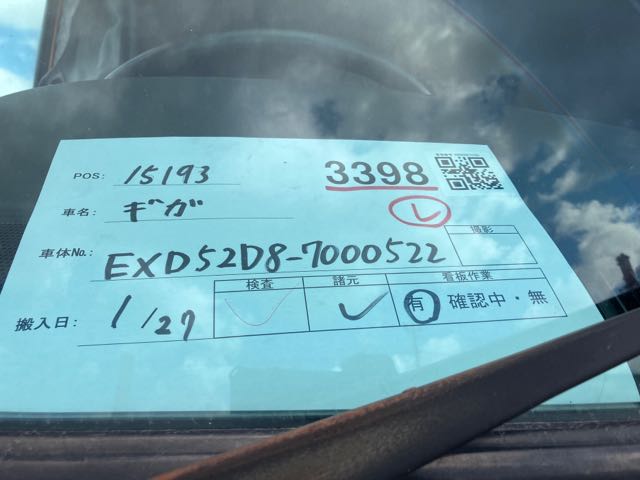 POS: 15193 3398
車名: ギガ レ
車体No.: EXD52D8-7000522 撮影
検査 諸元 看板作業
搬入日: 1/27 ✓ ✓ 有 確認中・無